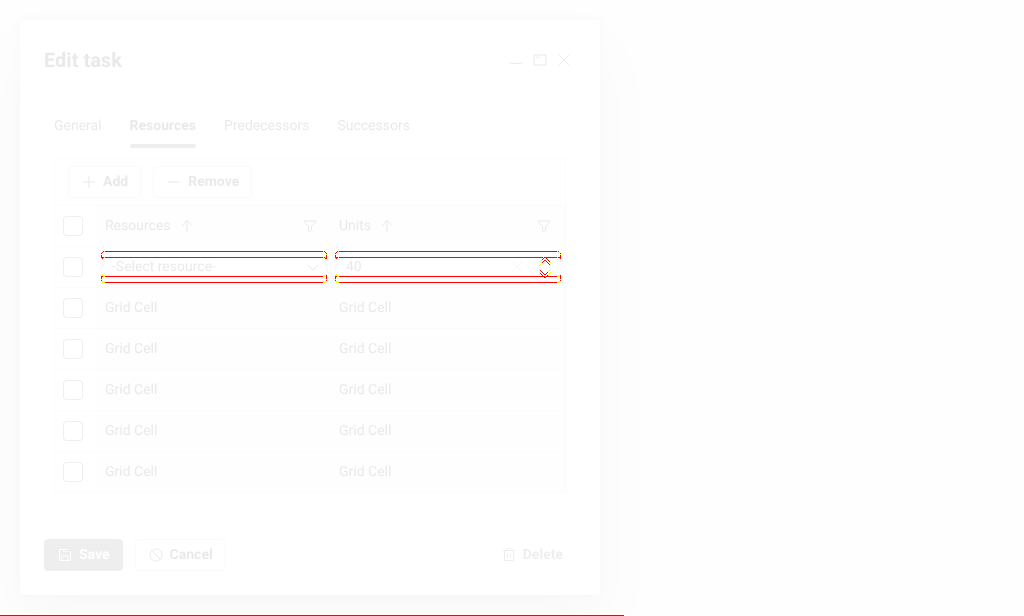 Edit task
General Resources Predecessors Successors
Add Remove
Resources Units
-Select resource- 40
Grid Cell Grid Cell
Grid Cell Grid Cell
Grid Cell Grid Cell
Grid Cell Grid Cell
Grid Cell Grid Cell
Save Cancel Delete